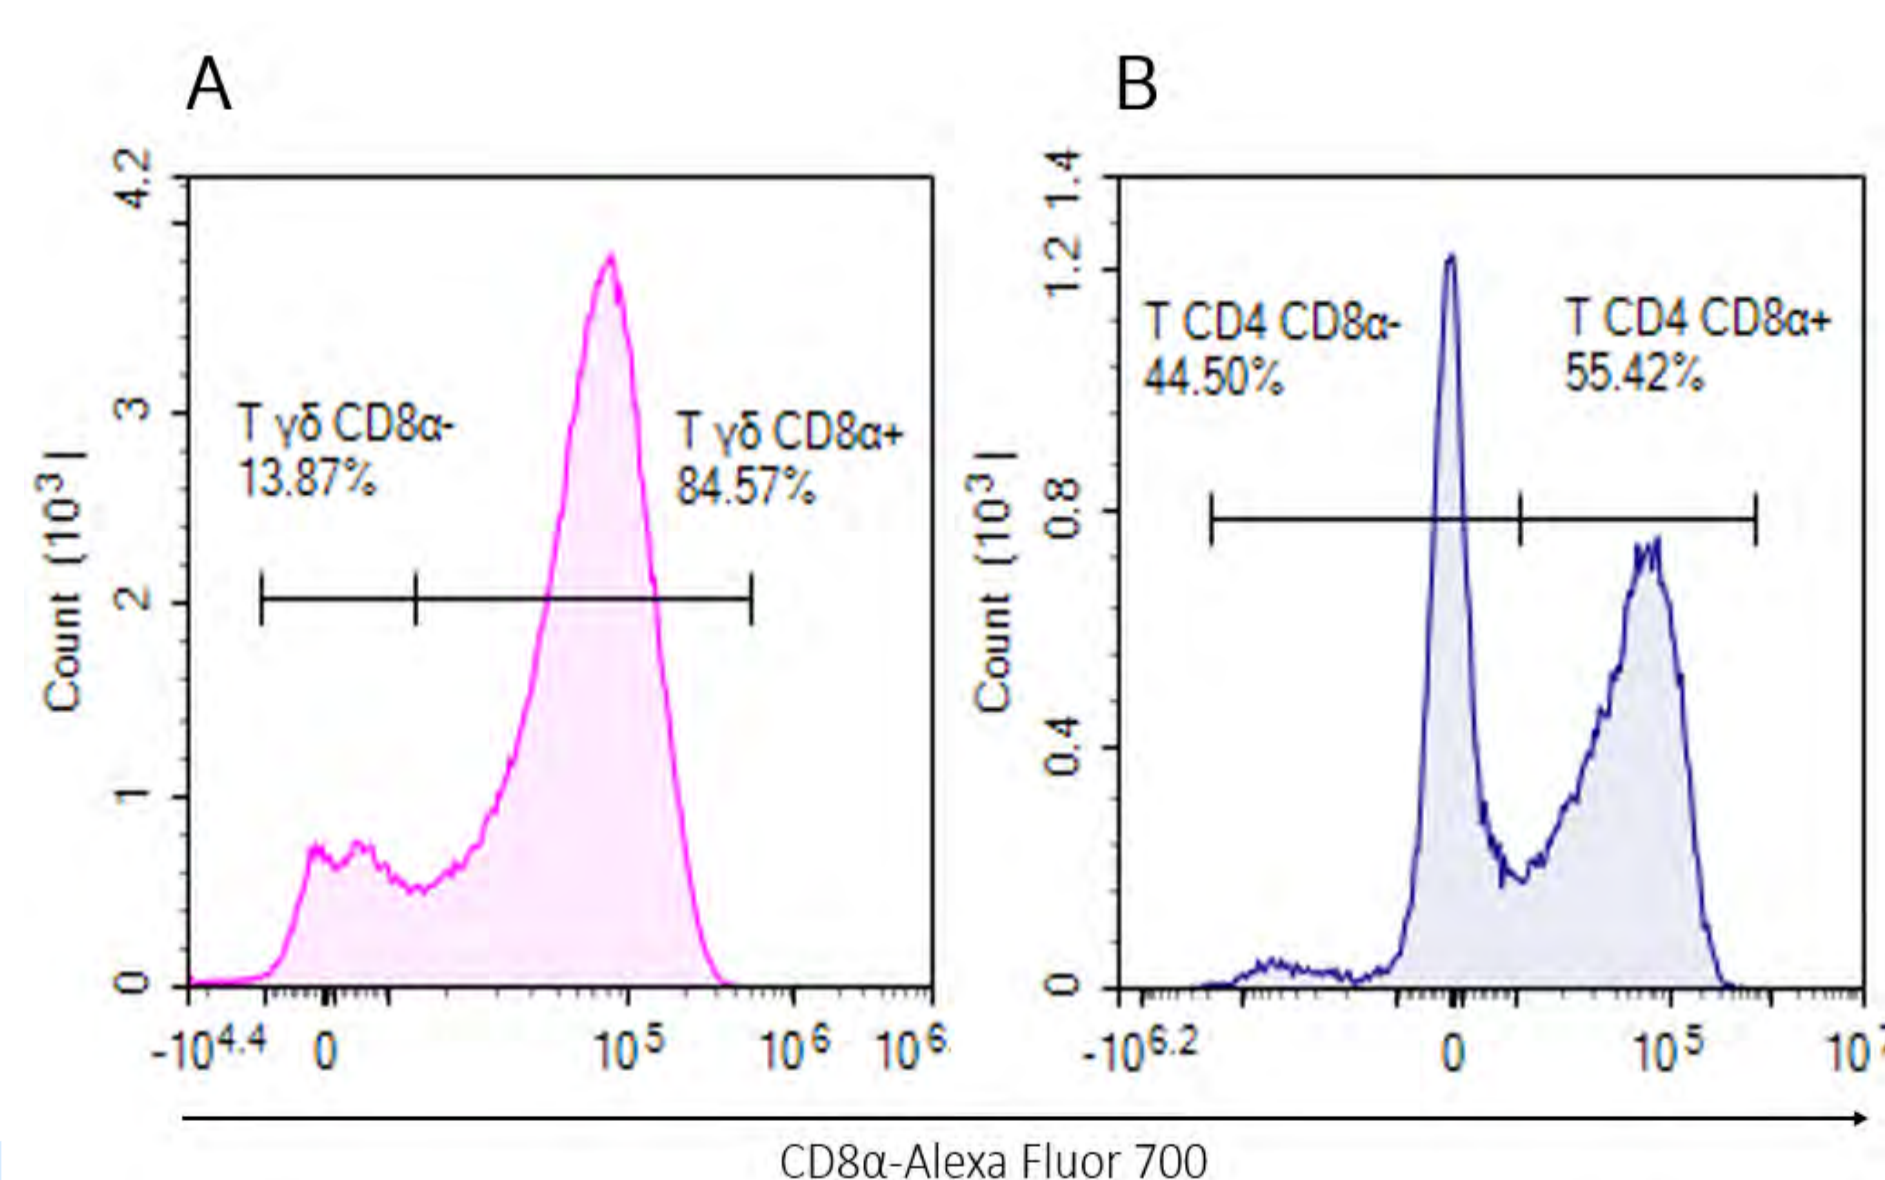 A
B
4.2
3
2
1
0
Count (10³|
T γδ CD8α-
13.87%
T γδ CD8α+
84.57%
-10⁴·⁴
0
10⁵
10⁶
10⁶·
1.4
1.2
0.8
0.4
0
Count (10³|
T CD4 CD8α-
44.50%
T CD4 CD8α+
55.42%
-10⁶·²
0
10⁵
CD8α-Alexa Fluor 700